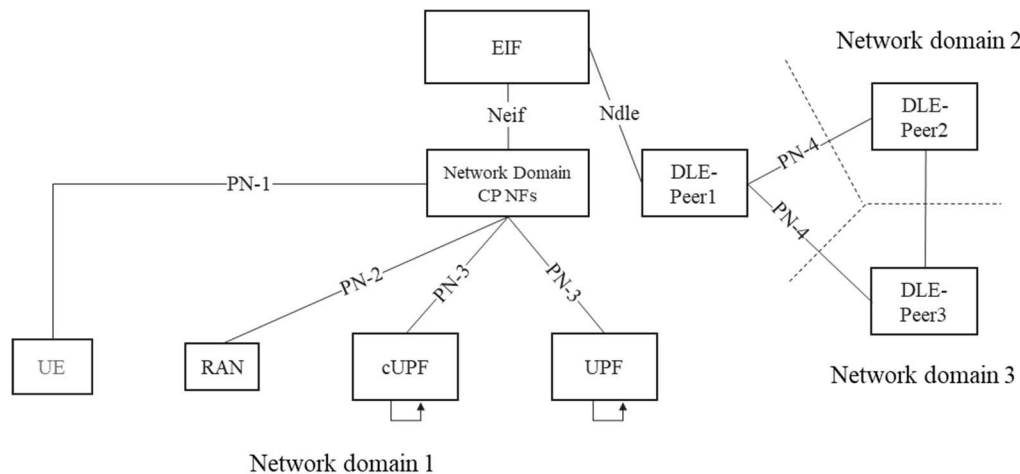 EIF
Network domain 2
Neif
Ndle
DLE-
Peer2
PN-4
Network Domain
CP NFs
DLE-
Peer1
PN-1
PN-4
PN-2
PN-3
PN-3
DLE-
Peer3
UE
RAN
cUPF
UPF
Network domain 3
Network domain 1